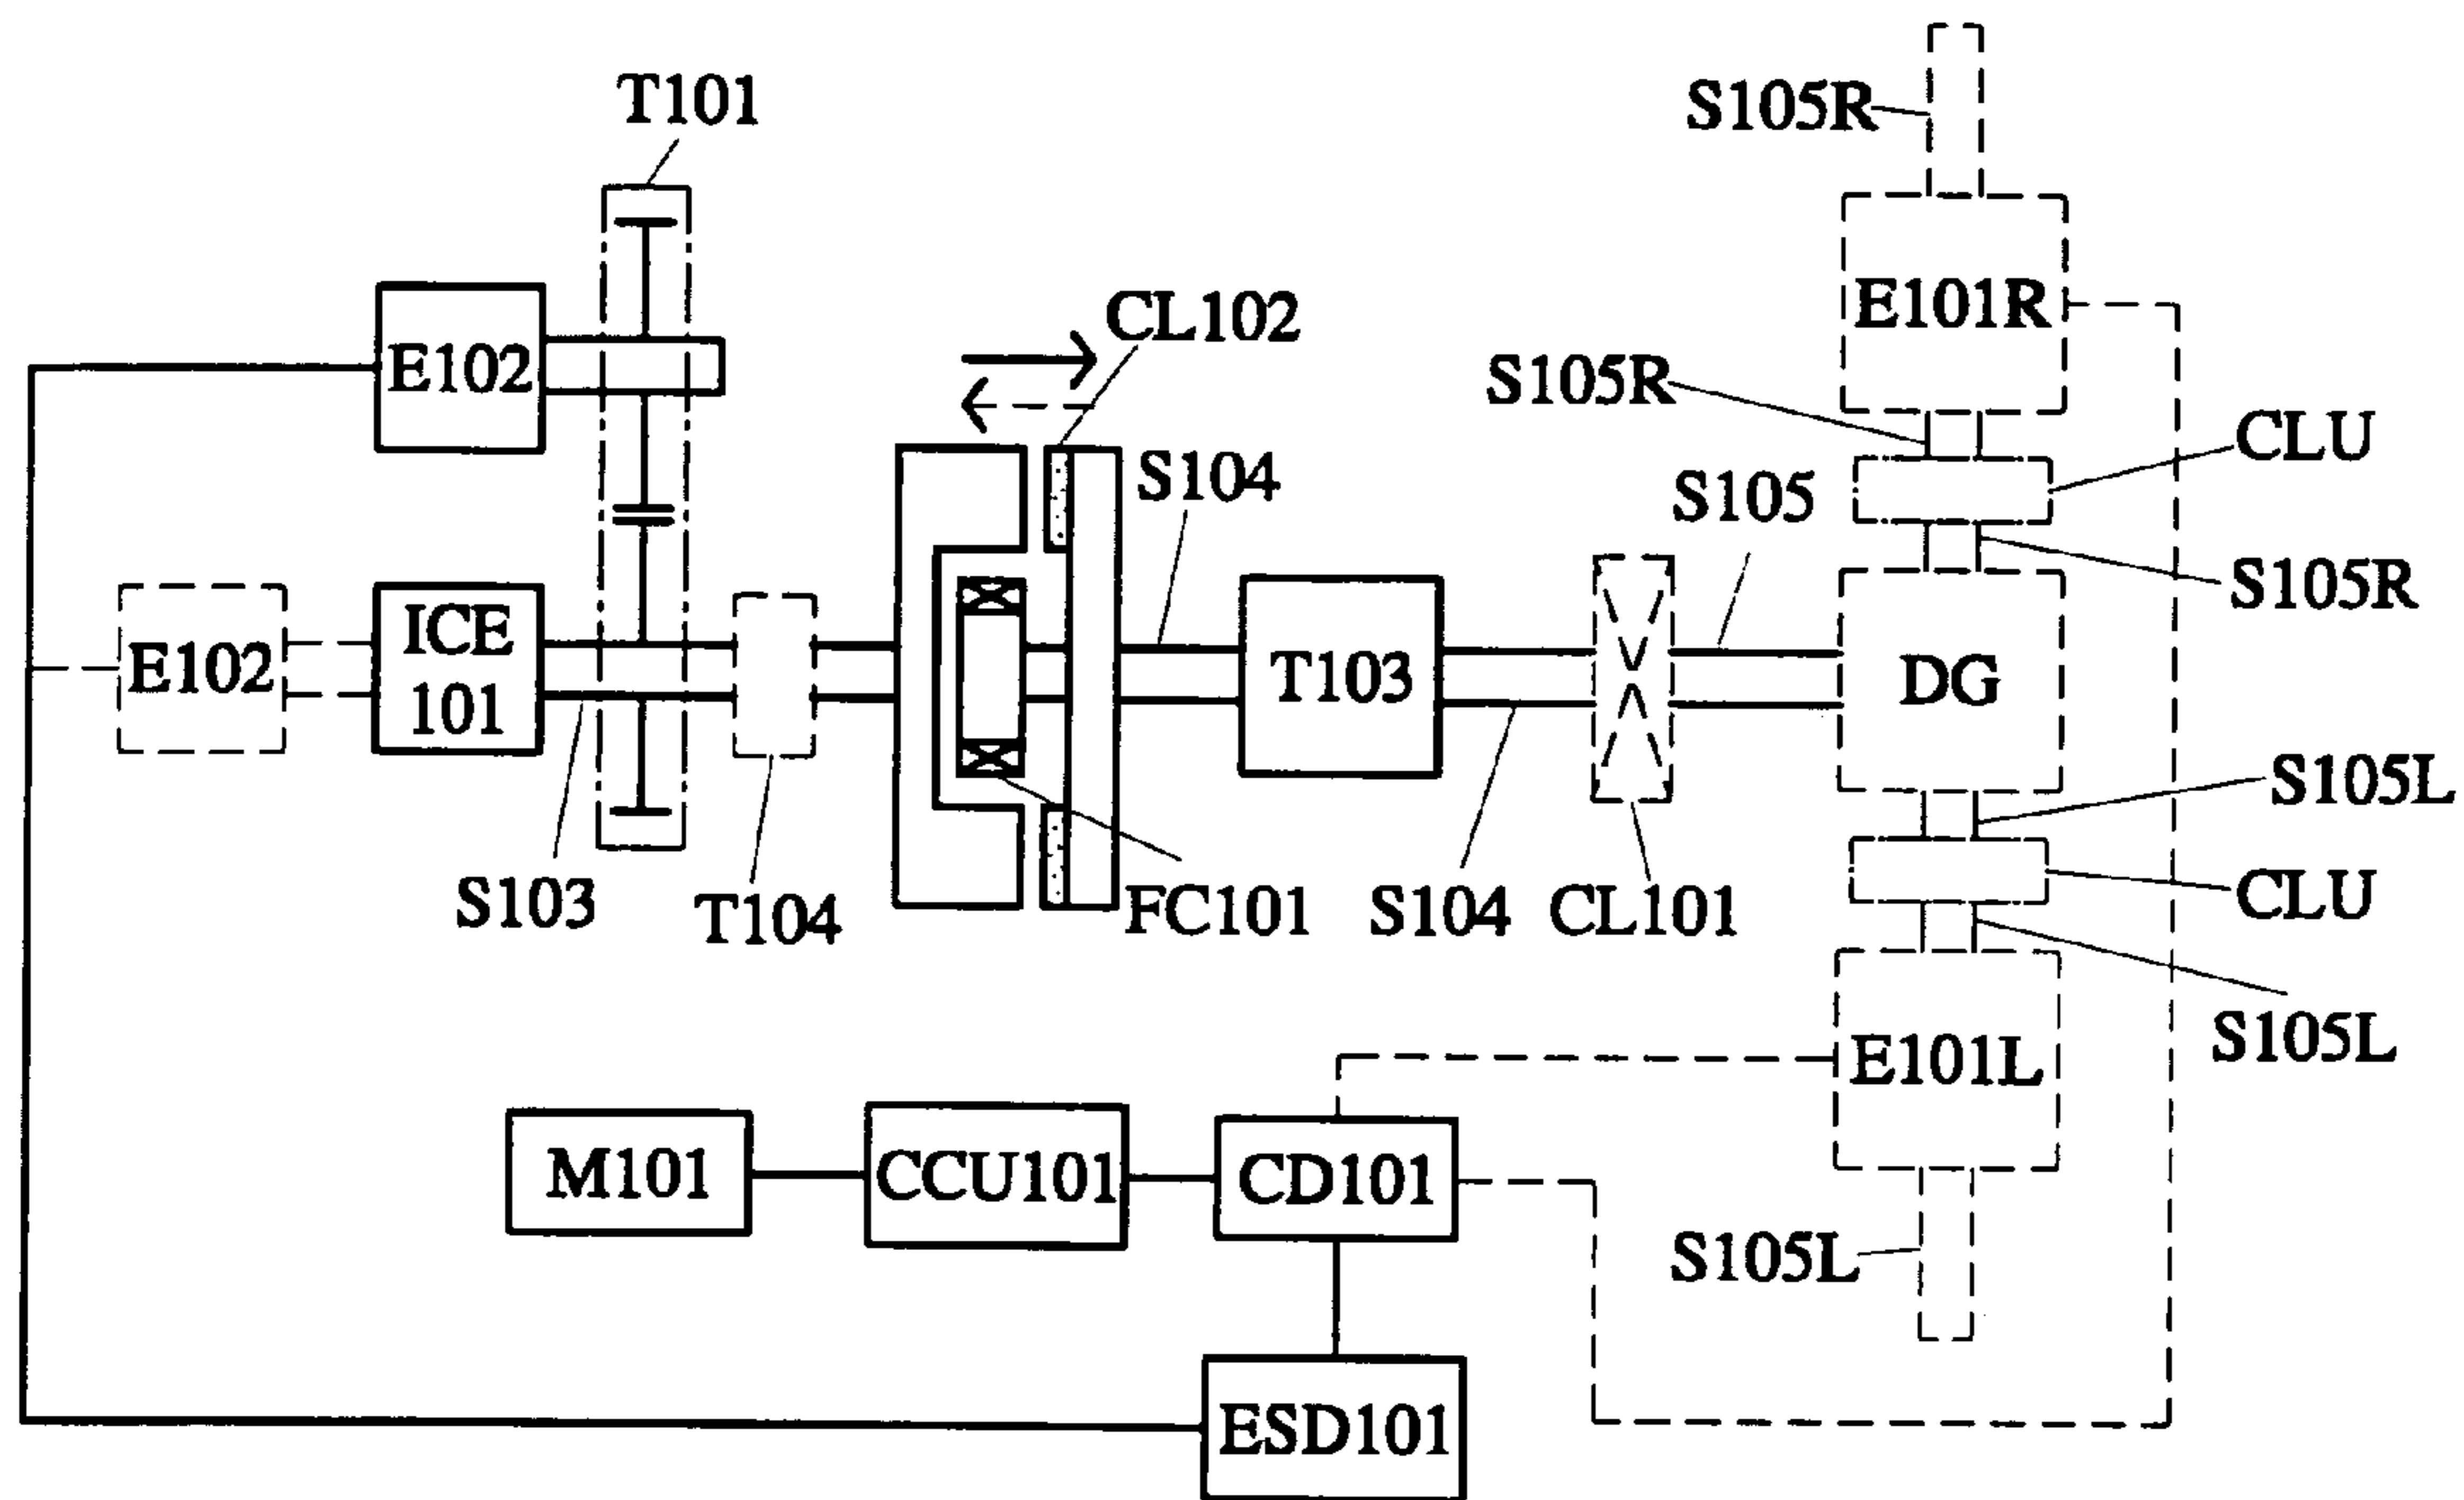 T101
S105R
E101R
CL102
E102
S105R
CLU
S104
S105
S105R
ICE
101
E102
T103
DG
S105L
S103
T104
FC101
S104
CL101
CLU
S105L
E101L
M101
CCU101
CD101
S105L
ESD101